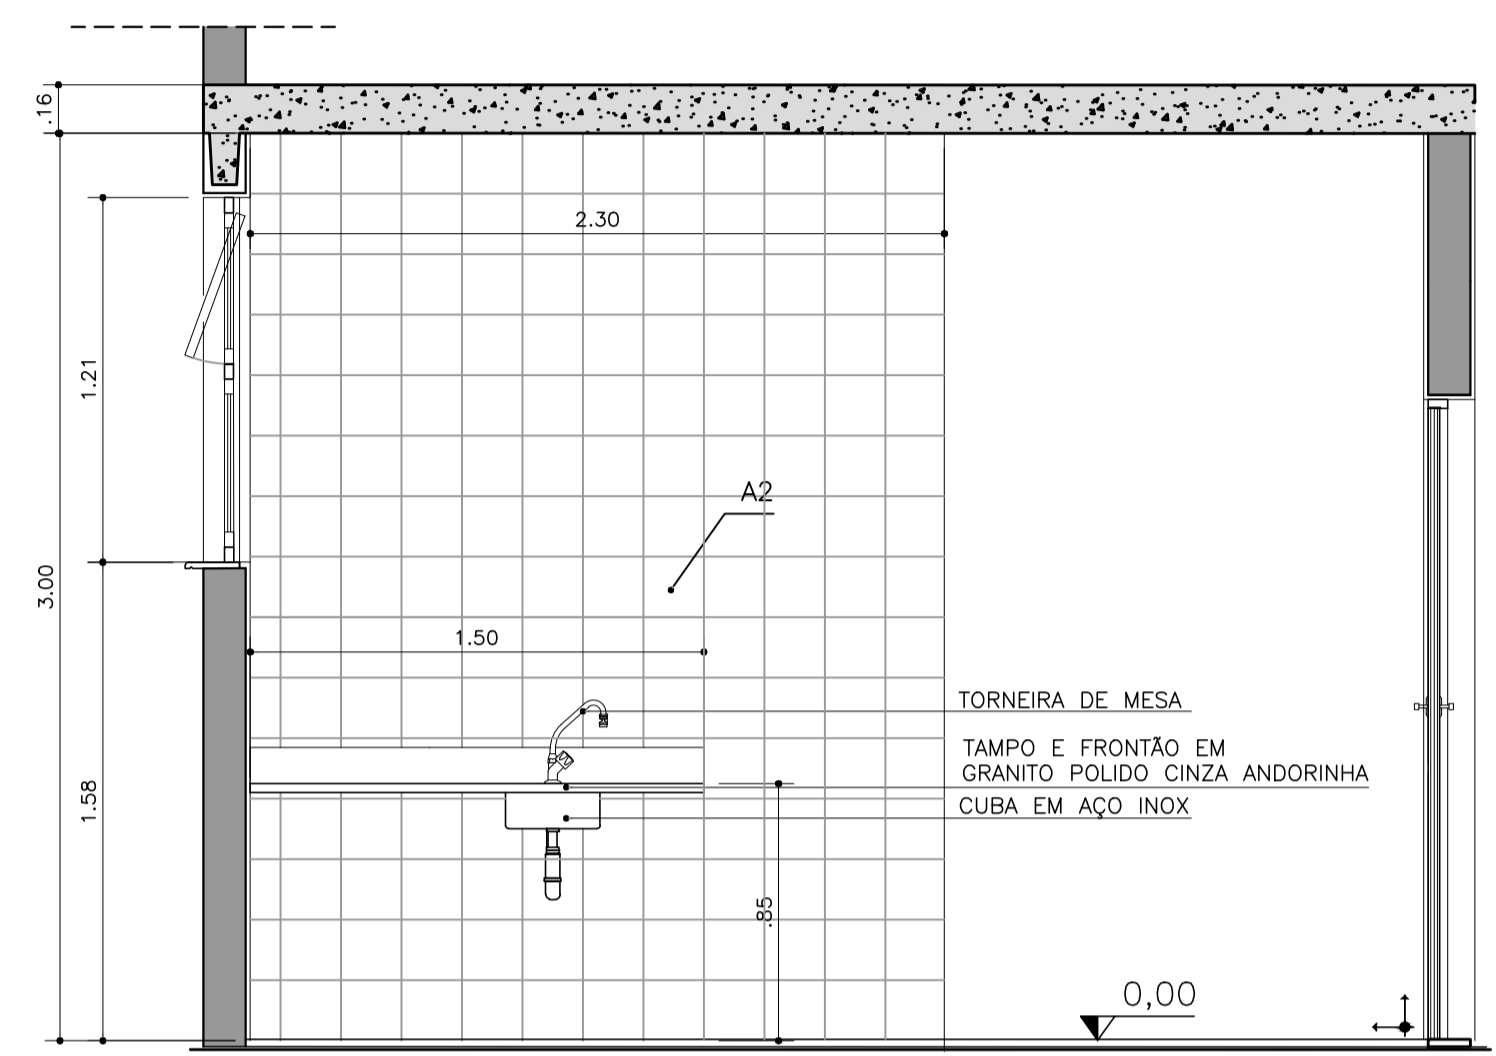 .16
2.30
1.21
A2
3.00
1.50
TORNEIRA DE MESA
TAMPO E FRONTÃO EM
GRANITO POLIDO CINZA ANDORINHA
CUBA EM AÇO INOX
1.58
.85
0,00